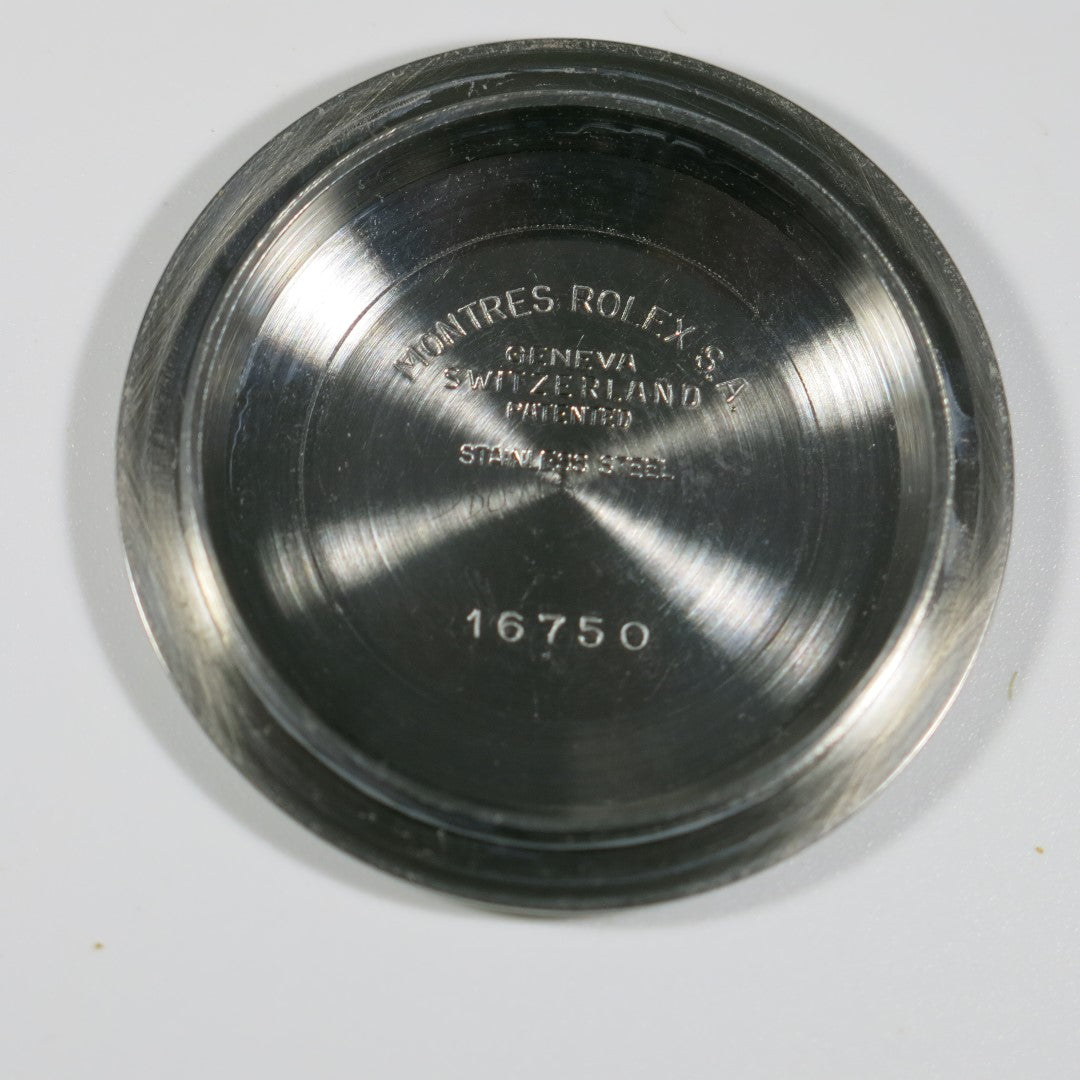 MONTRES ROLEX S.A.
GENEVA
SWITZERLAND
PATENTED
STAINLESS STEEL
16750